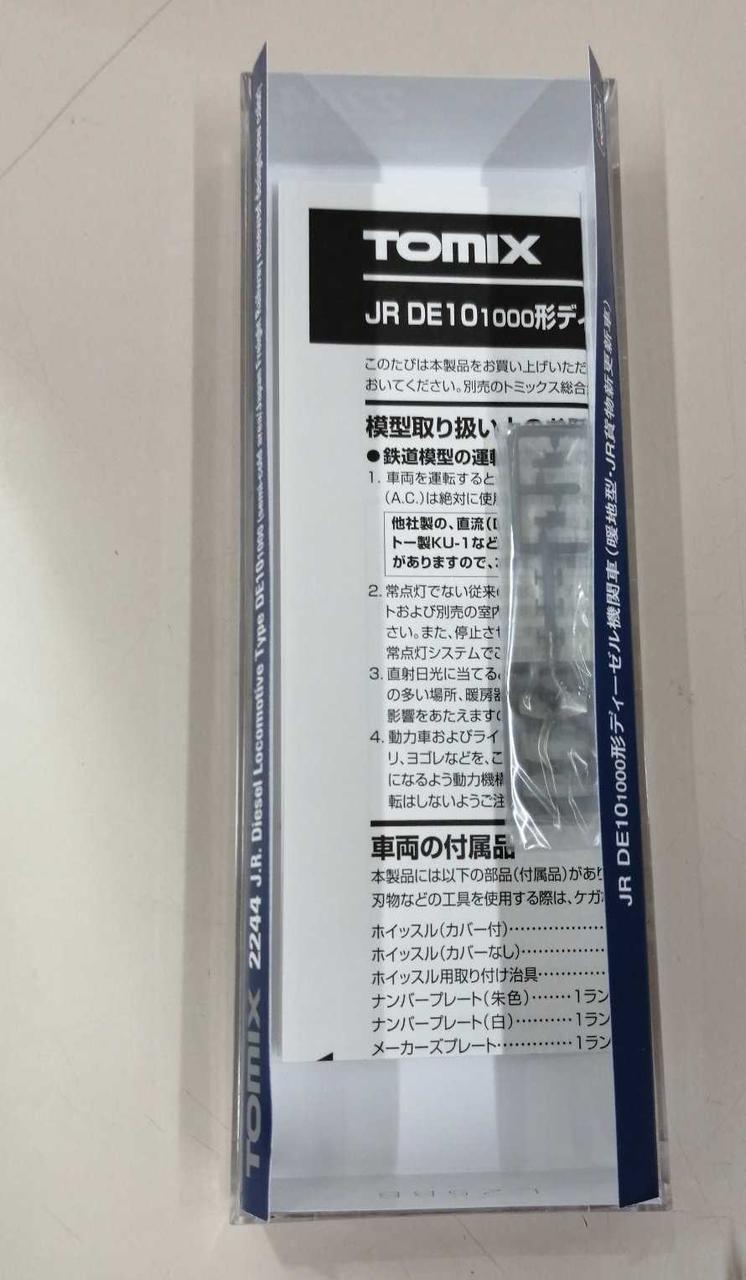 TOMIX
JR DE10 1000形ディ
このたびは本製品をお買い上げいただ
おいてください。別売のトミックス総合
模型取り扱い上の
●鉄道模型の運転
1. 車両を運転すると
(A.C.)は絶対に使用
他社製の、直流(D
トー製KU-1など
がありますので、
2. 常点灯でない従来
トおよび別売の室内
さい。また、停止させ
常点灯システムでご
3. 直射日光に当てる
の多い場所、暖房器
影響をあたえますの
4. 動力車およびライ
リ、ヨゴレなどを、こ
になるよう動力機構
転はしないようご注
車両の付属品
本製品には以下の部品(付属品)があり
刃物などの工具を使用する際は、ケガ
ホイッスル(カバー付)………………
ホイッスル(カバーなし)……………
ホイッスル用取り付け治具…………
ナンバープレート(朱色)……1ラン
ナンバープレート(白)………1ラン
メーカーズプレート…………1ラン
TOMIX 2244 J.R. Diesel Locomotive Type DE10 1000
JR DE10 1000形ディーゼル機関車(暖地型・JR貨物新更新車)